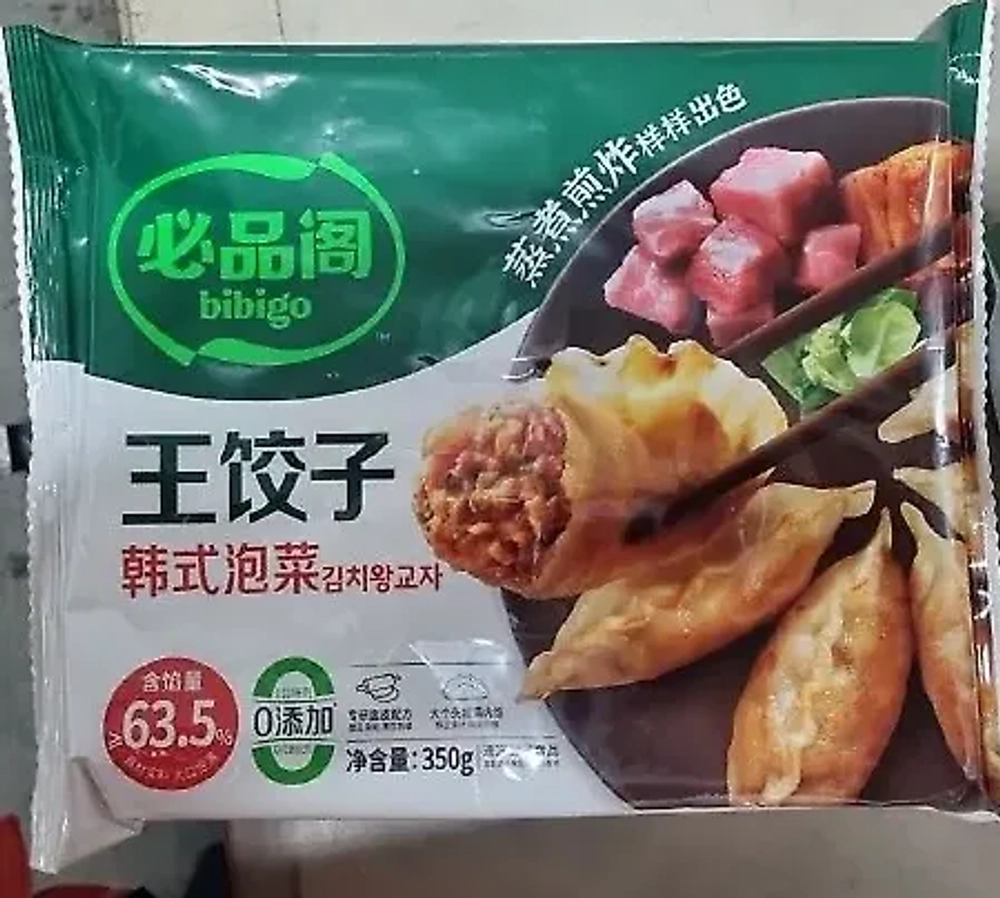 蒸煮煎炸样样出色
必品阁
bibigo
TM
王饺子
韩式泡菜김치왕교자
含馅量
≥63.5%
0添加
净含量:350g